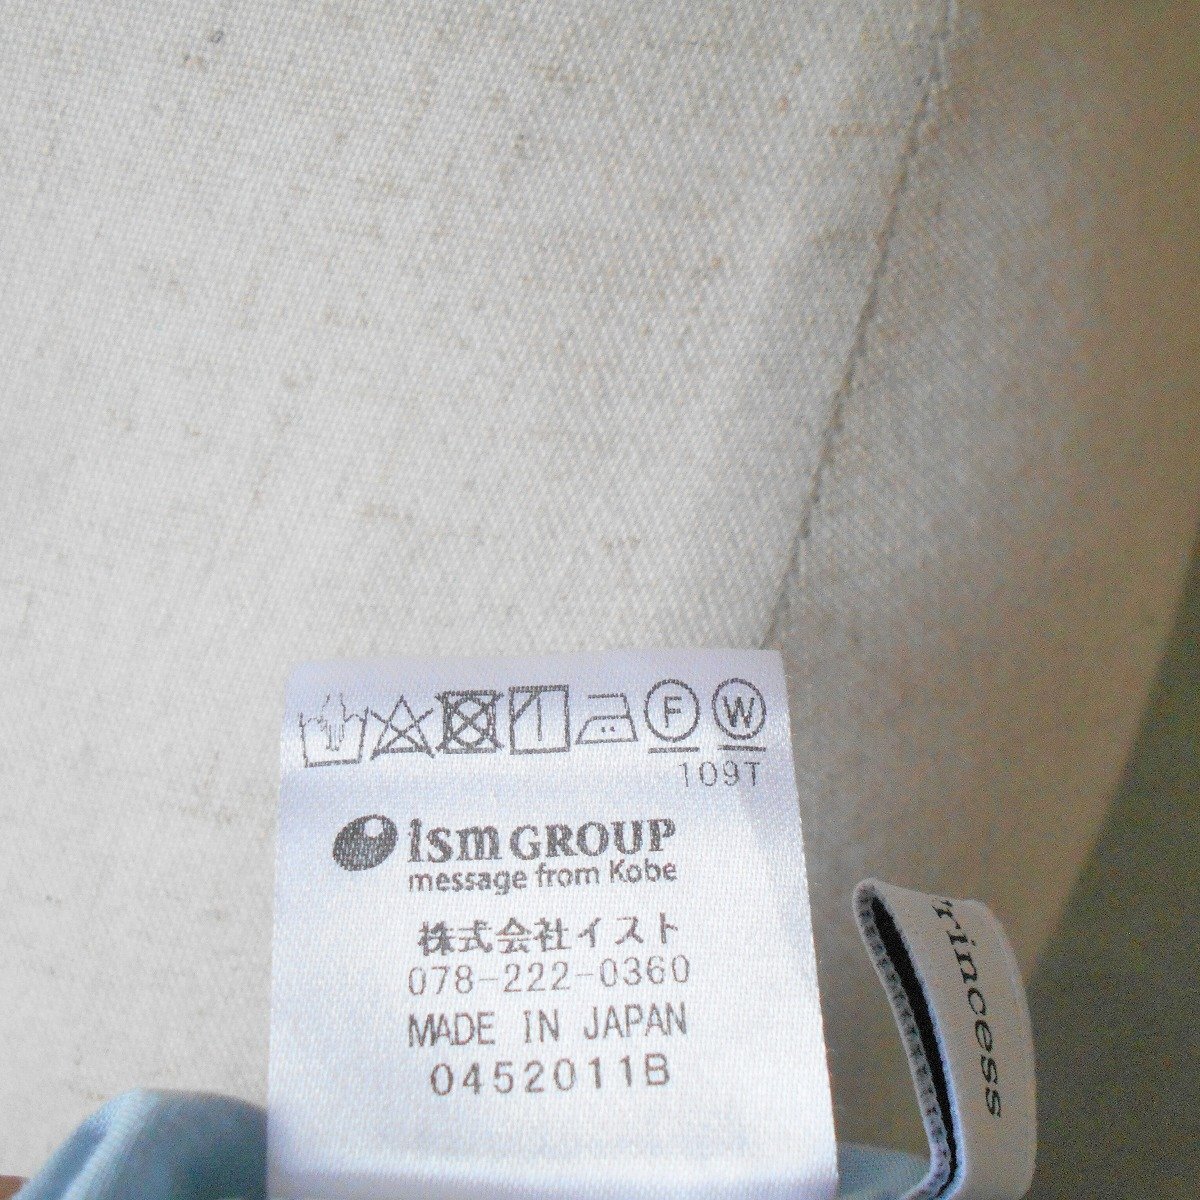 F W
109T
ism GROUP
message from Kobe
株式会社イスト
078-222-0360
MADE IN JAPAN
0452011B
Princess